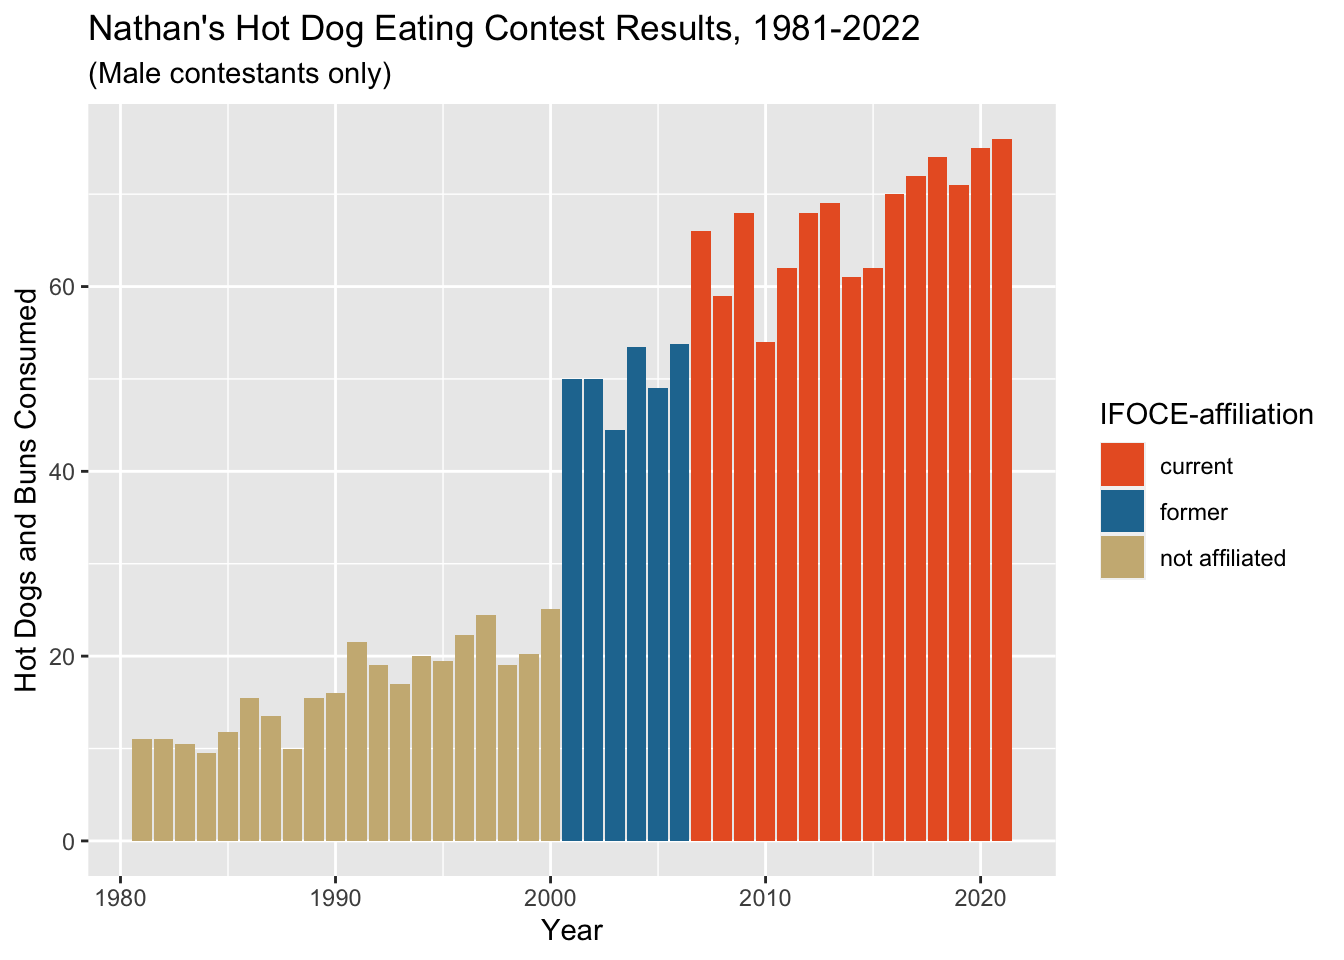 Nathan's Hot Dog Eating Contest Results, 1981-2022
(Male contestants only)
Hot Dogs and Buns Consumed
60
40
20
0
1980
1990
2000
2010
2020
Year
IFOCE-affiliation
current
former
not affiliated